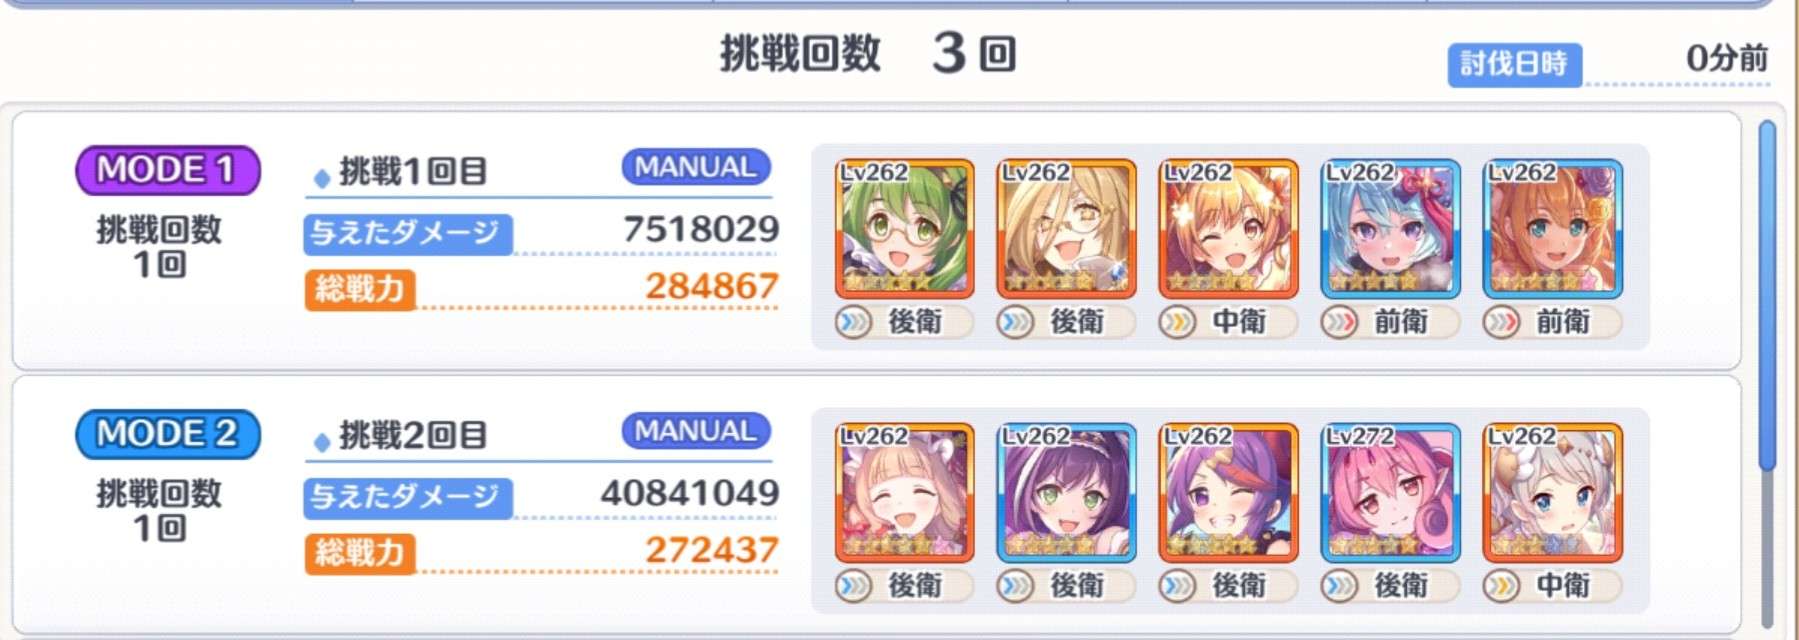 挑戦回数 3回
討伐日時 0分前
MODE 1
挑戦回数
1回
挑戦1回目 MANUAL
与えたダメージ 7518029
総戦力 284867
Lv262 Lv262 Lv262 Lv262 Lv262
後衛 後衛 中衛 前衛 前衛
MODE 2
挑戦回数
1回
挑戦2回目 MANUAL
与えたダメージ 40841049
総戦力 272437
Lv262 Lv262 Lv262 Lv272 Lv262
後衛 後衛 後衛 後衛 中衛